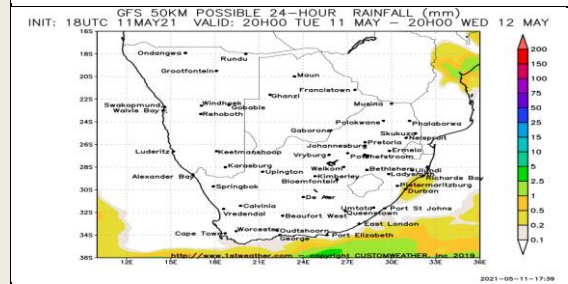 GFS 50KM POSSIBLE 24-HOUR RAINFALL (mm)
INIT: 18UTC 11MAY21 VALID: 20H00 TUE 11 MAY - 20H00 WED 12 MAY
16S
18S
20S
22S
24S
26S
28S
30S
32S
34S
36S
Ondangwa
Rundu
Grootfontein
Maun
Ghanzi
Francistown
Swakopmund
Walvis Bay
Windhoek
Gobabis
Rehoboth
Musina
Polokwane
Phalaborwa
Gaborone
Skukuza
Nelspruit
Pretoria
Johannesburg
Ermelo
Luderitz
Keetmanshoop
Vryburg
Potchefstroom
Karasburg
Welkom
Bethlehem
Ulundi
Alexander Bay
Upington
Kimberley
Ladysmith
Richards Bay
Bloemfontein
Springbok
Pietermaritzburg
Durban
De Aar
Calvinia
Vredendal
Umtata
Port St Johns
Beaufort West
Queenstown
East London
Cape Town
Worcester
Oudtshoorn
George
Port Elizabeth
http://www.1stweather.com - copyright CUSTOMWEATHER, Inc 2019
12E 15E 18E 21E 24E 27E 30E 33E 36E
200
150
100
75
50
25
15
10
5
2.5
1
0.5
0.2
0.1
2021-05-11-17:39